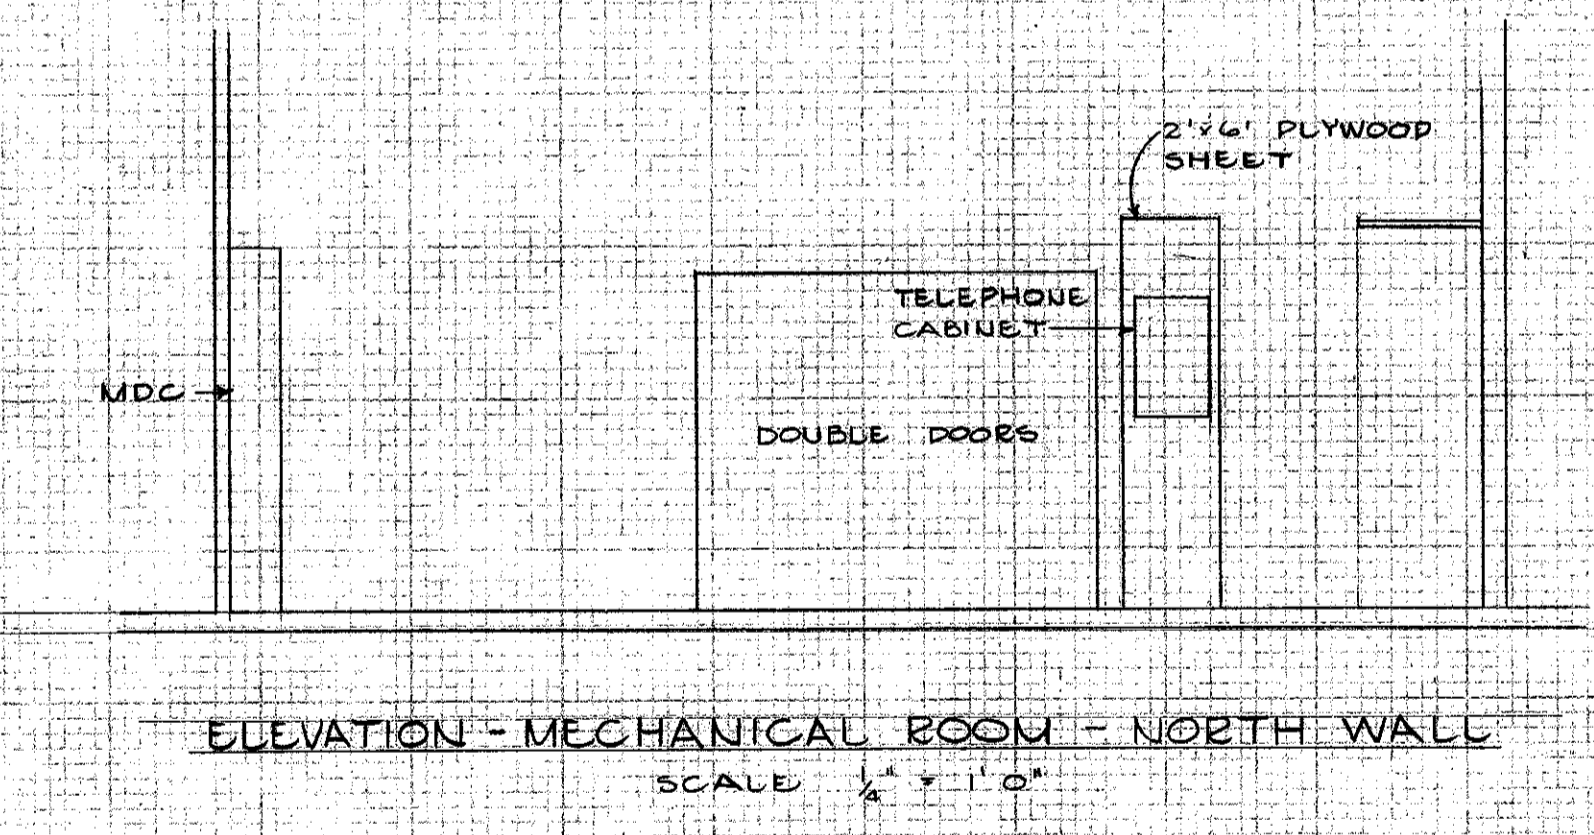 2'x6' PLYWOOD
SHEET
TELEPHONE
CABINET
MDC
DOUBLE DOORS
ELEVATION - MECHANICAL ROOM - NORTH WALL
SCALE 1/4" = 1' 0"